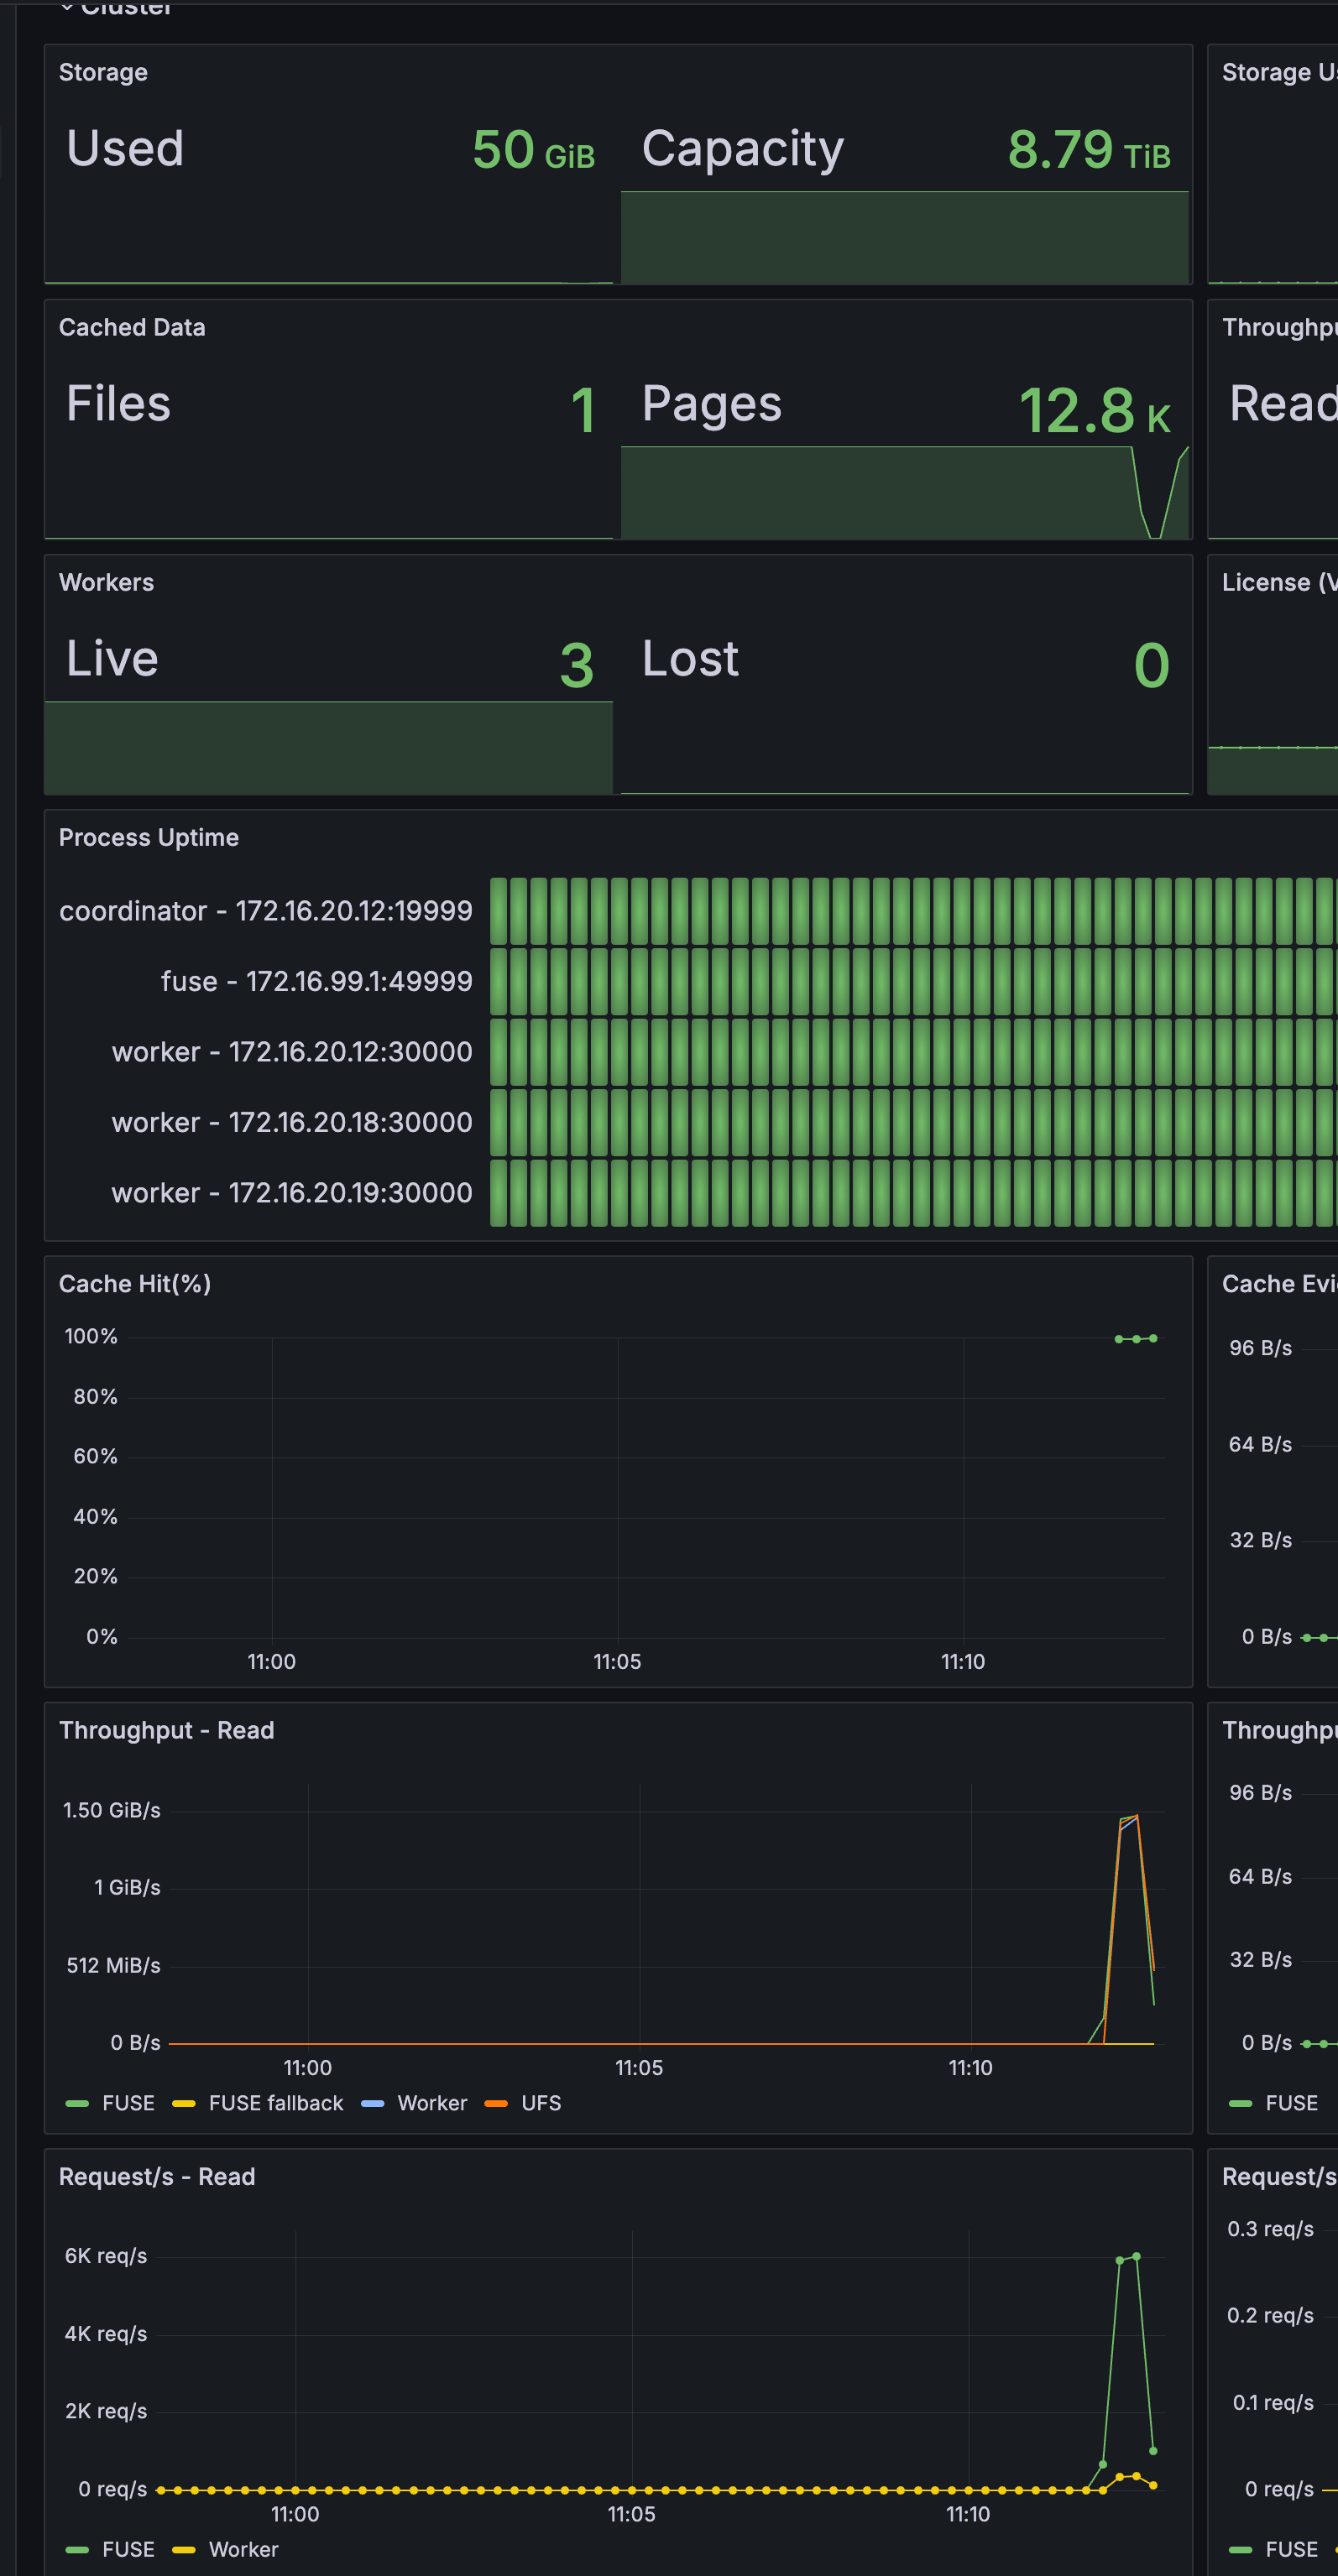 Cluster
Storage
Storage
Used 50 GiB Capacity 8.79 TiB
Cached Data
Files 1 Pages 12.8 K
Read
Workers
License
Live 3 Lost 0
Process Uptime
coordinator - 172.16.20.12:19999
fuse - 172.16.99.1:49999
worker - 172.16.20.12:30000
worker - 172.16.20.18:30000
worker - 172.16.20.19:30000
Cache Hit(%)
Cache
100%
80%
60%
40%
20%
0%
11:00 11:05 11:10
96 B/s
64 B/s
32 B/s
0 B/s
Throughput - Read
1.50 GiB/s
1 GiB/s
512 MiB/s
0 B/s
11:00 11:05 11:10
FUSE FUSE fallback Worker UFS
96 B/s
64 B/s
32 B/s
0 B/s
FUSE
Request/s - Read
6K req/s
4K req/s
2K req/s
0 req/s
11:00 11:05 11:10
FUSE Worker
Request/s
0.3 req/s
0.2 req/s
0.1 req/s
0 req/s
FUSE